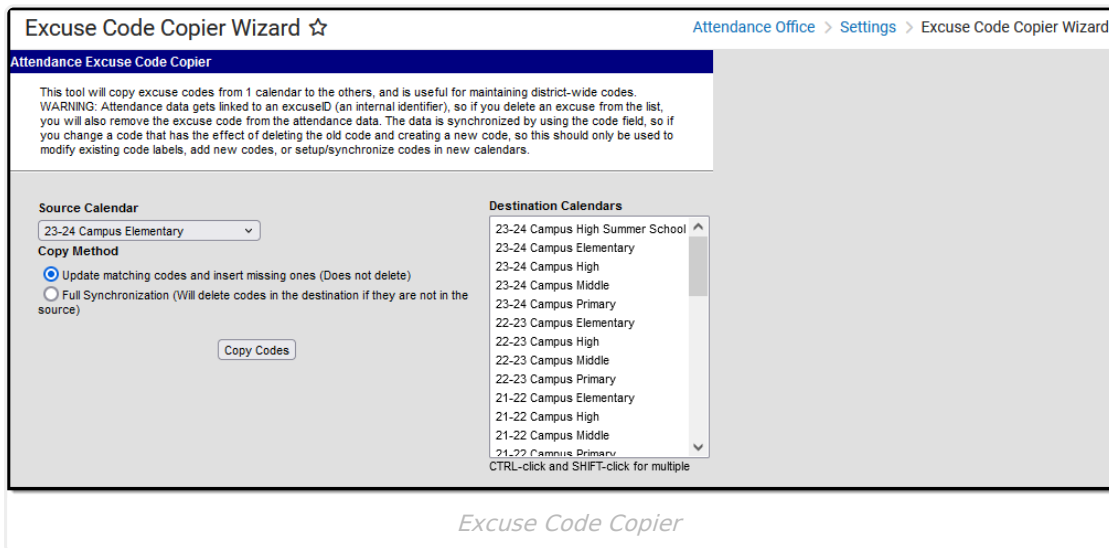 Excuse Code Copier Wizard ☆
Attendance Office > Settings > Excuse Code Copier Wizard
Attendance Excuse Code Copier
This tool will copy excuse codes from 1 calendar to the others, and is useful for maintaining district-wide codes.
WARNING: Attendance data gets linked to an excuseID (an internal identifier), so if you delete an excuse from the list,
you will also remove the excuse code from the attendance data. The data is synchronized by using the code field, so if
you change a code that has the effect of deleting the old code and creating a new code, so this should only be used to
modify existing code labels, add new codes, or setup/synchronize codes in new calendars.
Source Calendar
23-24 Campus Elementary
Copy Method
Update matching codes and insert missing ones (Does not delete)
Full Synchronization (Will delete codes in the destination if they are not in the
source)
Copy Codes
Destination Calendars
23-24 Campus High Summer School
23-24 Campus Elementary
23-24 Campus High
23-24 Campus Middle
23-24 Campus Primary
22-23 Campus Elementary
22-23 Campus High
22-23 Campus Middle
22-23 Campus Primary
21-22 Campus Elementary
21-22 Campus High
21-22 Campus Middle
21-22 Campus Primary
CTRL-click and SHIFT-click for multiple
Excuse Code Copier